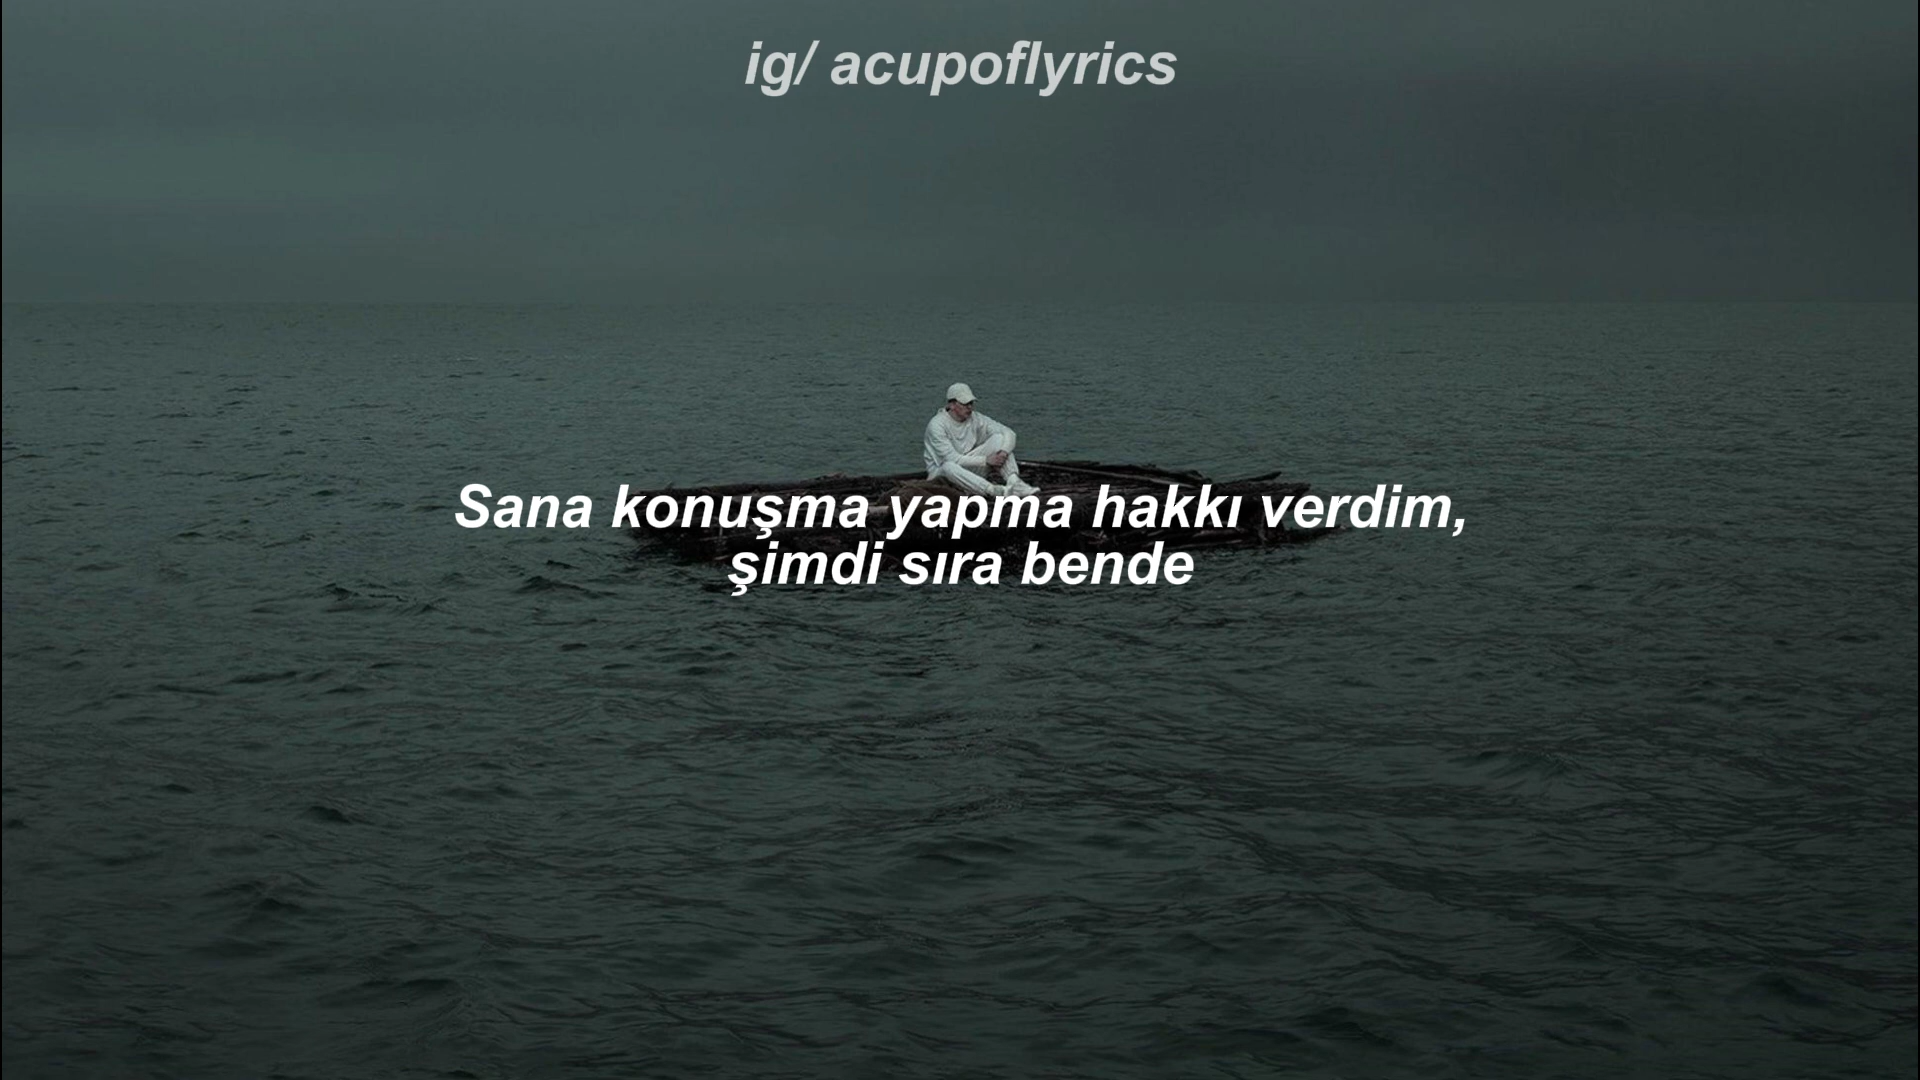 ig/ acupoflyrics
Sana konuşma yapma hakkı verdim,
şimdi sıra bende